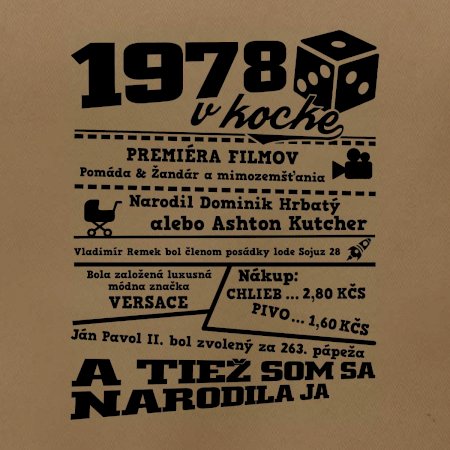 1978
v kocke
PREMIÉRA FILMOV
Pomáda & Žandár a mimozemšťania
Narodil Dominik Hrbatý
alebo Ashton Kutcher
Vladimír Remek bol členom posádky lode Sojuz 28
Bola založená luxusná
módna značka
VERSACE
Nákup:
CHLIEB ... 2,80 KČS
PIVO ... 1,60 KČS
Ján Pavol II. bol zvolený za 263. pápeža
A TIEŽ SOM SA
NARODILA JA